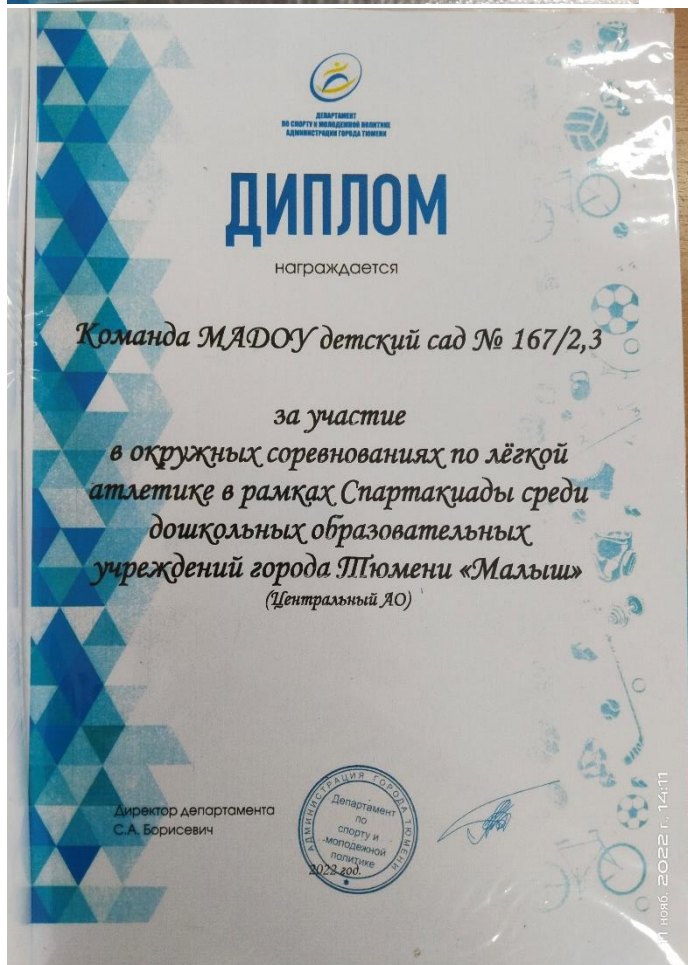 ДЕПАРТАМЕНТ
ПО СПОРТУ И МОЛОДЕЖНОЙ ПОЛИТИКЕ
АДМИНИСТРАЦИИ ГОРОДА ТЮМЕНИ
ДИПЛОМ
награждается
Команда МАДОУ детский сад № 167/2,3
за участие
в окружных соревнованиях по лёгкой
атлетике в рамках Спартакиады среди
дошкольных образовательных
учреждений города Тюмени «Малыш»
(Центральный АО)
Директор департамента
С.А. Борисевич
АДМИНИСТРАЦИЯ ГОРОДА ТЮМЕНИ
Департамент
по
спорту и
молодежной
политике
2022 год.
11 нояб. 2022 г., 14:11